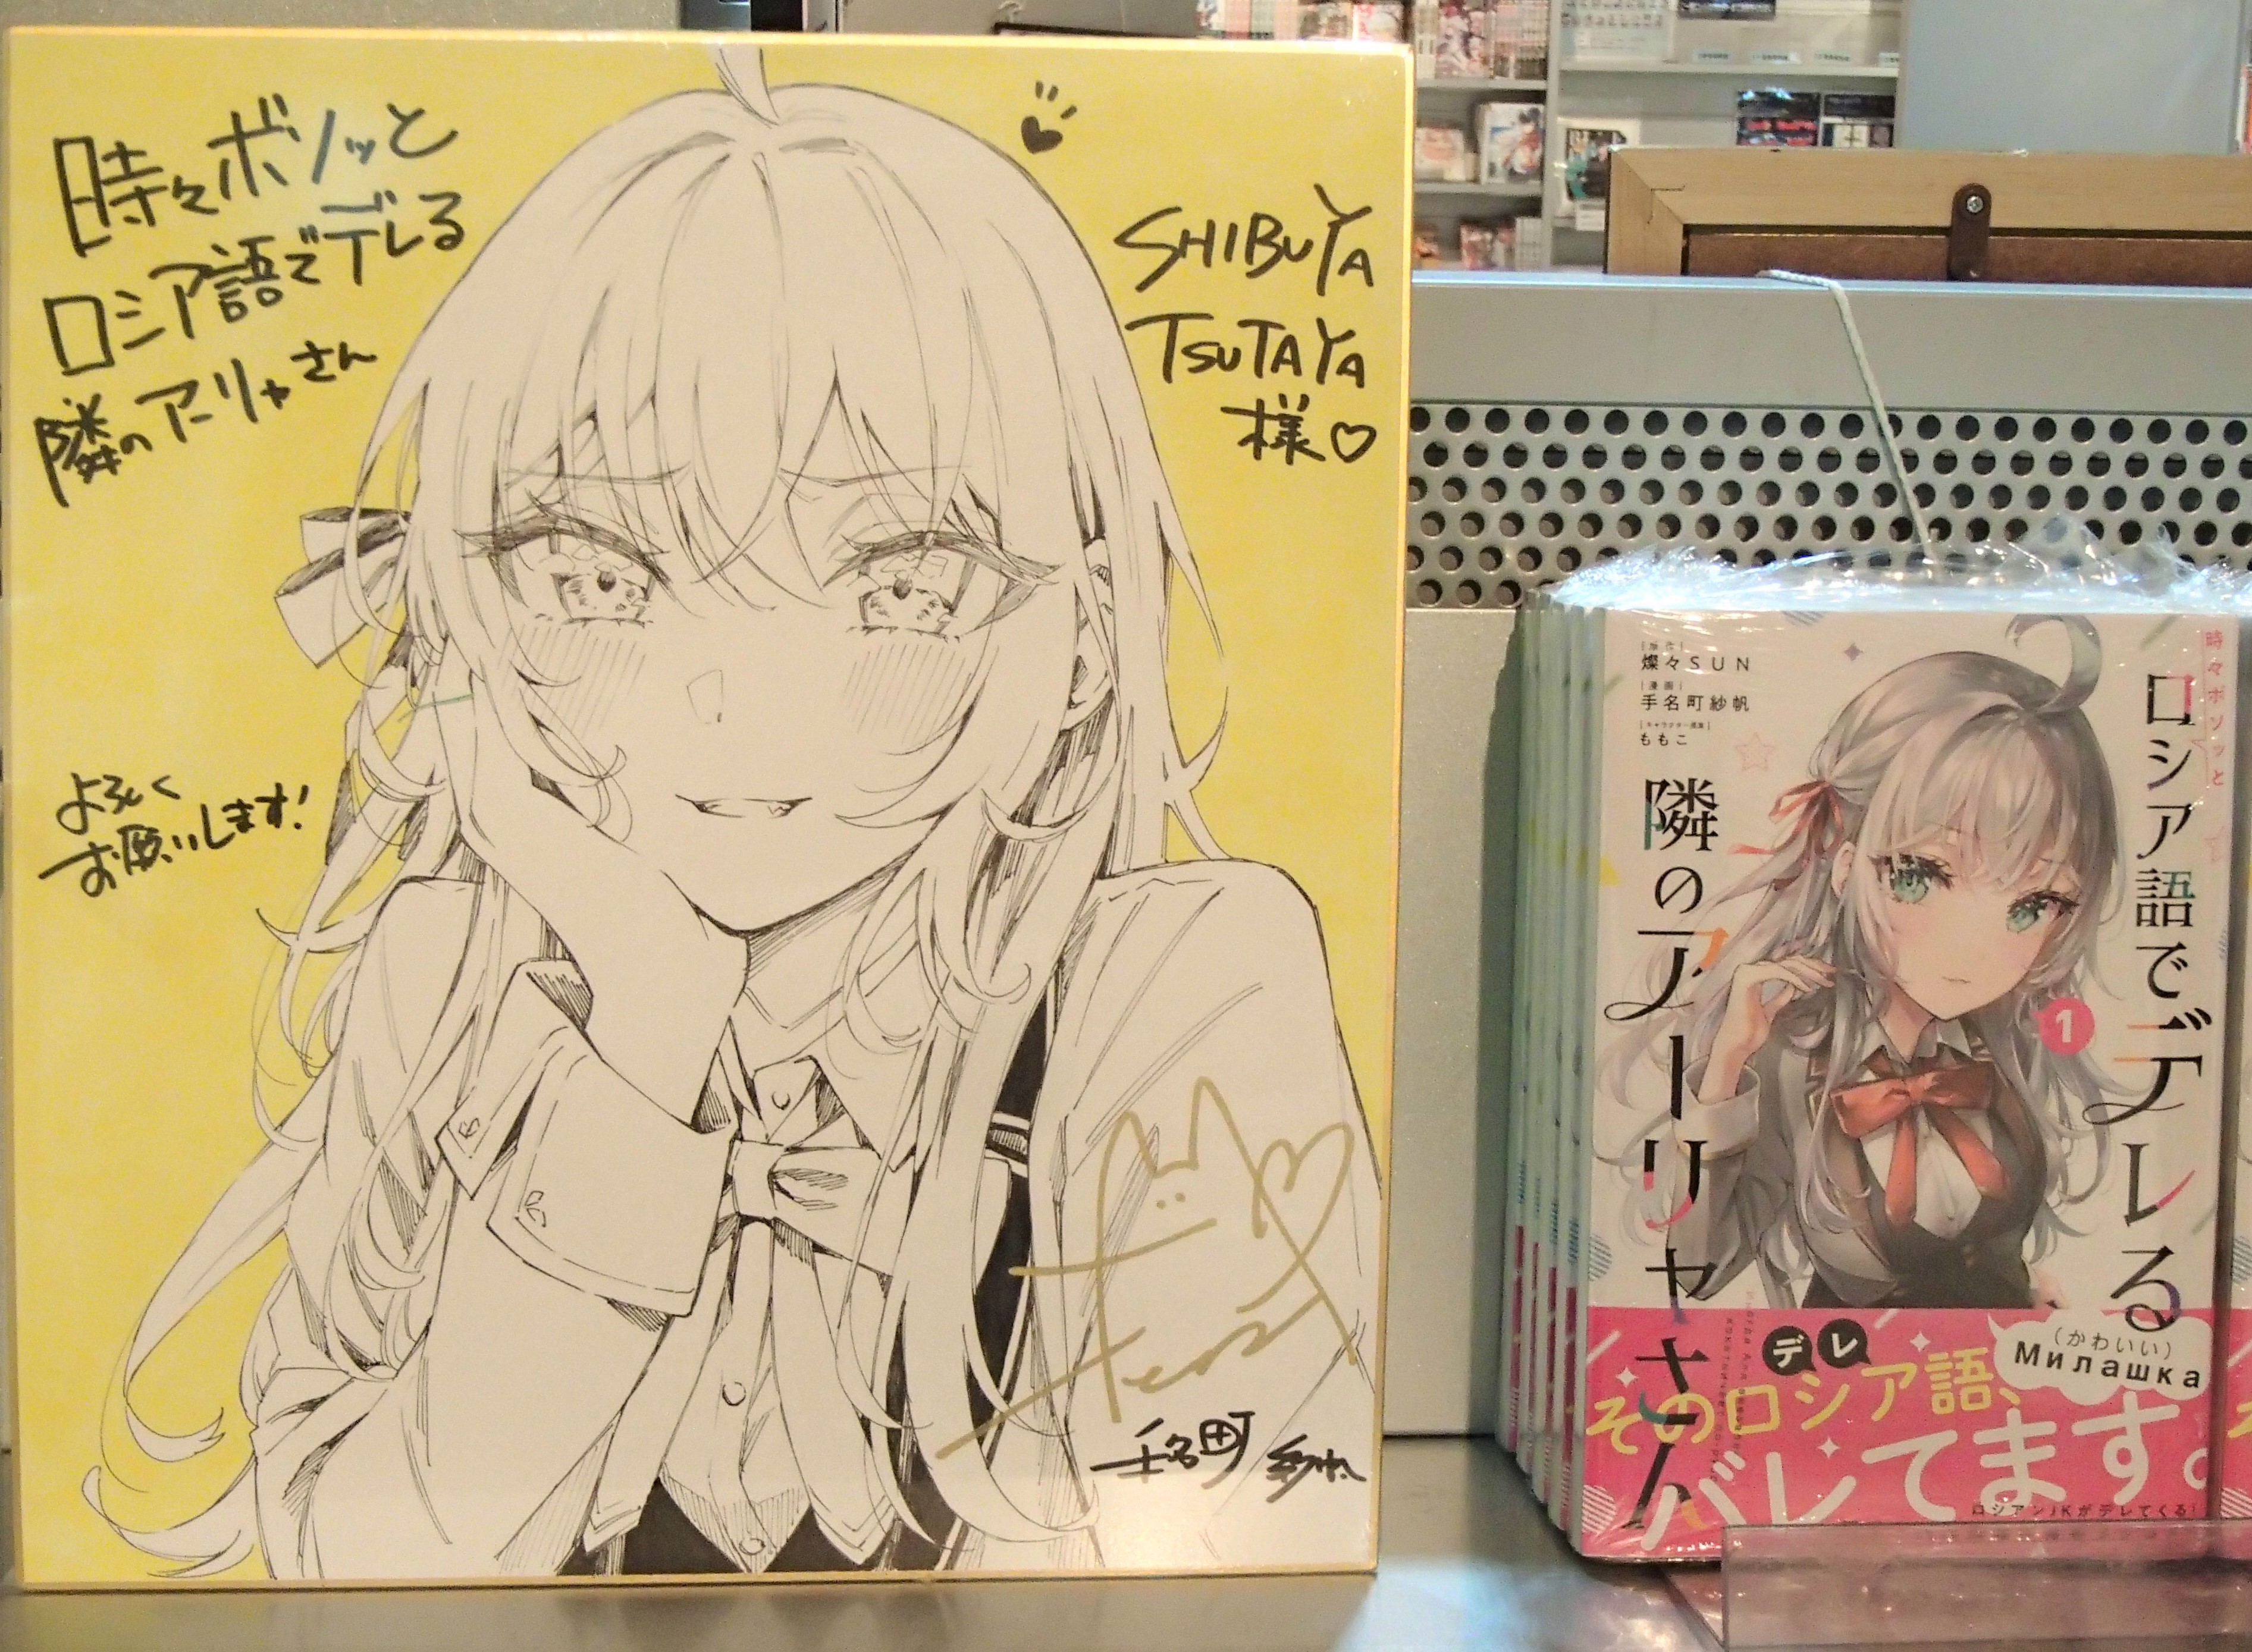 時々ボソッと
ロシア語でデレる
隣のアーリャさん
SHIBUYA
TSUTAYA
様♡
よろしく
お願いします!
手名町紗帆
時々ボソッと
ロシア語でデレる
隣のアーリャさん
1
[原作]
燦々SUN
[漫画]
手名町紗帆
[キャラクター原案]
ももこ
(かわいい)
Милашка
デレ
そのロシア語、
バレてます。
ロシアンJKがデレてくる!